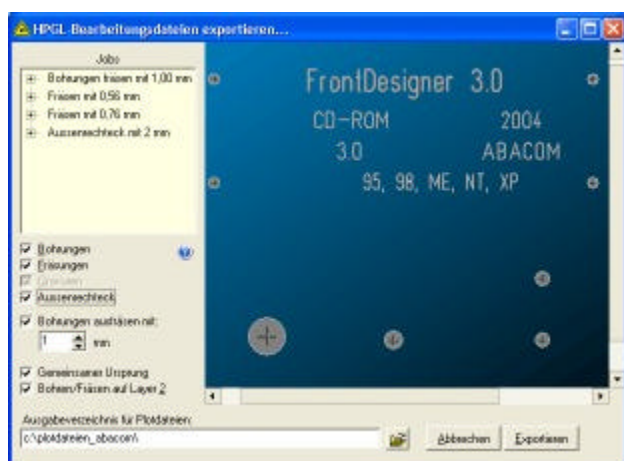 HPGL-Bearbeitungsdateien exportieren...
Jobs
Bohrungen fräsen mit 1,00 mm
Fräsen mit 0,56 mm
Fräsen mit 0,76 mm
Aussenrechteck mit 2 mm
FrontDesigner 3.0
CD-ROM 2004
3.0 ABACOM
95, 98, ME, NT, XP
Bohrungen
Fräsungen
Gravuren
Aussenrechteck
Bohrungen ausfräsen mit:
1 mm
Gemeinsamer Ursprung
Bohren/Fräsen auf Layer 2
Ausgabeverzeichnis für Plotdateien:
c:\plotdateien_abacom\
Abbrechen Exportieren